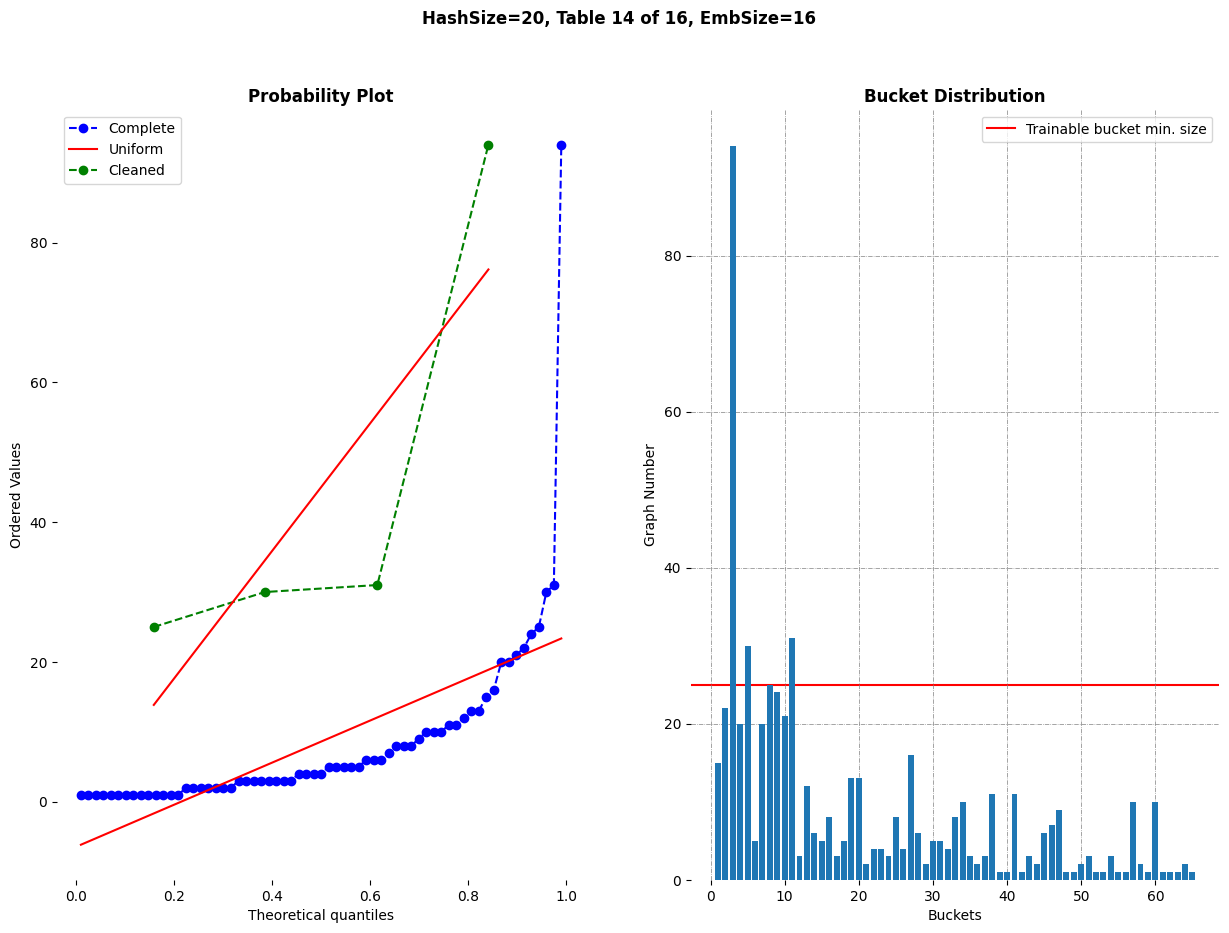 HashSize=20, Table 14 of 16, EmbSize=16
Probability Plot
Complete
Uniform
Cleaned
80
60
40
20
0
Ordered Values
0.0 0.2 0.4 0.6 0.8 1.0
Theoretical quantiles
Bucket Distribution
Trainable bucket min. size
80
60
40
20
0
Graph Number
0 10 20 30 40 50 60
Buckets